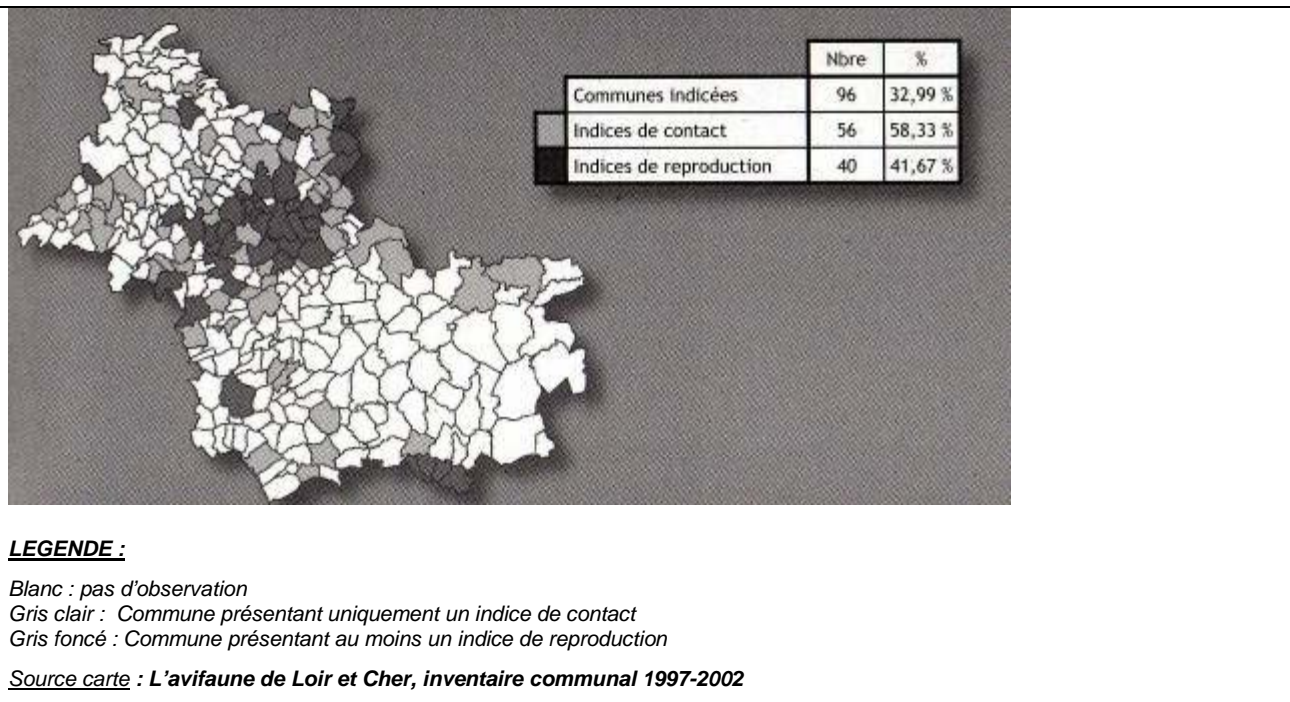 Nbre %
Communes indicées 96 32,99 %
Indices de contact 56 58,33 %
Indices de reproduction 40 41,67 %
LEGENDE :
Blanc : pas d’observation
Gris clair :  Commune présentant uniquement un indice de contact
Gris foncé : Commune présentant au moins un indice de reproduction
Source carte : L’avifaune de Loir et Cher, inventaire communal 1997-2002